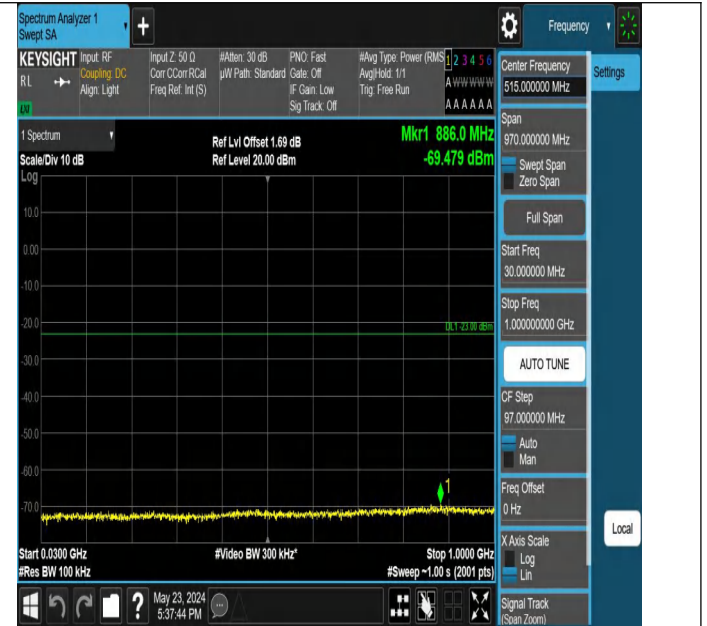 Spectrum Analyzer 1
Swept SA
+
Frequency
KEYSIGHT
RL
LXI
Input: RF
Coupling: DC
Align: Light
Input Z: 50 Ω
Corr CCorr RCal
Freq Ref: Int (S)
#Atten: 30 dB
µW Path: Standard
PNO: Fast
Gate: Off
IF Gain: Low
Sig Track: Off
#Avg Type: Power (RMS
Avg|Hold: 1/1
Trig: Free Run
1 2 3 4 5 6
A W W W W W
A A A A A A
1 Spectrum
Scale/Div 10 dB
Log
Ref Lvl Offset 1.69 dB
Ref Level 20.00 dBm
Mkr1 886.0 MHz
-69.479 dBm
10.0
0.00
-10.0
-20.0
DL1 -23.00 dBm
-30.0
-40.0
-50.0
-60.0
-70.0
1
Start 0.0300 GHz
#Res BW 100 kHz
#Video BW 300 kHz*
Stop 1.0000 GHz
#Sweep ~1.00 s (2001 pts)
?
May 23, 2024
5:37:44 PM
Center Frequency
515.000000 MHz
Settings
Span
970.000000 MHz
Swept Span
Zero Span
Full Span
Start Freq
30.000000 MHz
Stop Freq
1.000000000 GHz
AUTO TUNE
CF Step
97.000000 MHz
Auto
Man
Freq Offset
0 Hz
X Axis Scale
Log
Lin
Local
Signal Track
(Span Zoom)